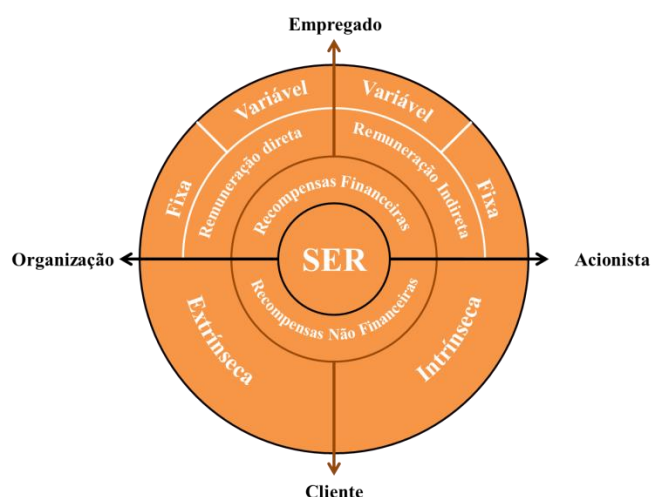 Empregado
Variável
Variável
Remuneração direta
Remuneração Indireta
Fixa
Fixa
Recompensas Financeiras
Organização
SER
Acionista
Recompensas Não Financeiras
Extrínseca
Intrínseca
Cliente